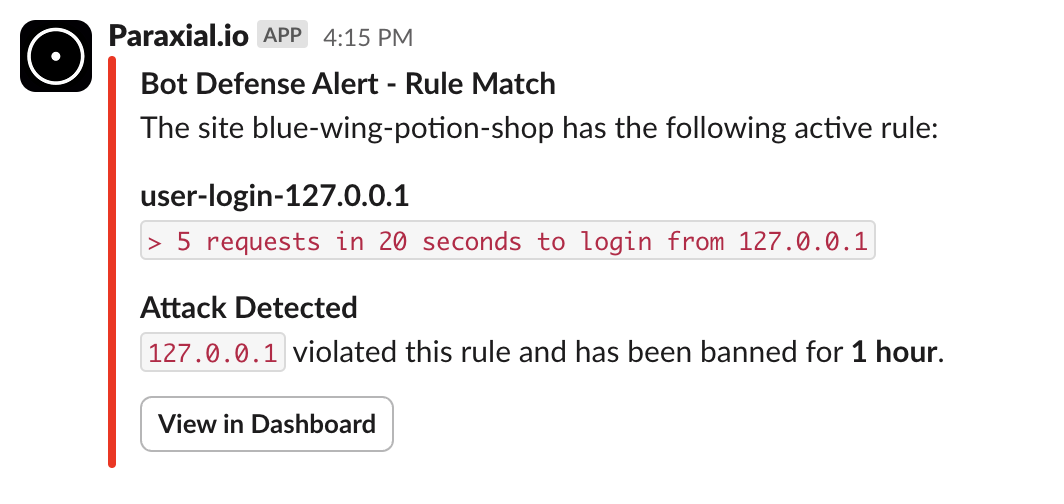 Paraxial.io APP 4:15 PM
Bot Defense Alert - Rule Match
The site blue-wing-potion-shop has the following active rule:
user-login-127.0.0.1
> 5 requests in 20 seconds to login from 127.0.0.1
Attack Detected
127.0.0.1 violated this rule and has been banned for 1 hour.
View in Dashboard